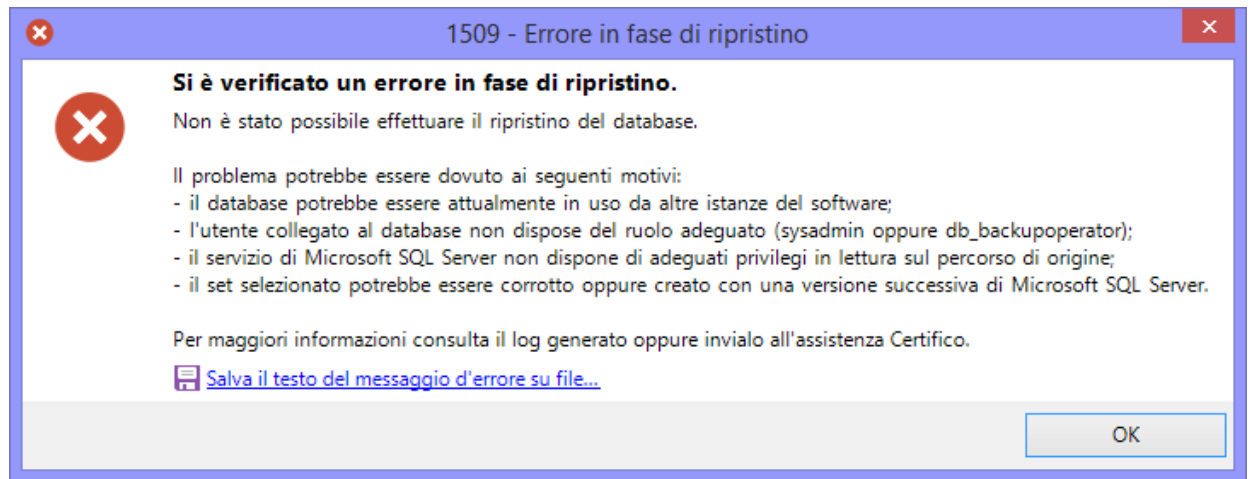 1509 - Errore in fase di ripristino
Si è verificato un errore in fase di ripristino.
Non è stato possibile effettuare il ripristino del database.
Il problema potrebbe essere dovuto ai seguenti motivi:
- il database potrebbe essere attualmente in uso da altre istanze del software;
- l'utente collegato al database non dispose del ruolo adeguato (sysadmin oppure db_backupoperator);
- il servizio di Microsoft SQL Server non dispone di adeguati privilegi in lettura sul percorso di origine;
- il set selezionato potrebbe essere corrotto oppure creato con una versione successiva di Microsoft SQL Server.
Per maggiori informazioni consulta il log generato oppure invialo all'assistenza Certifico.
Salva il testo del messaggio d'errore su file...
OK